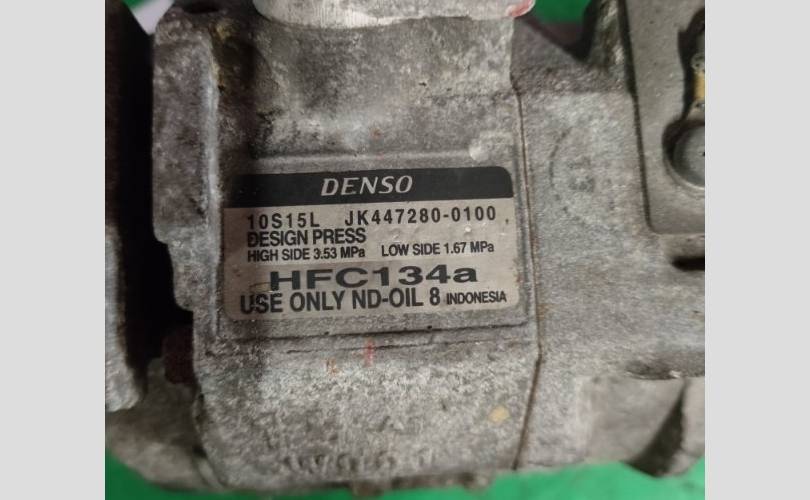 DENSO
10S15L JK447280-0100
DESIGN PRESS
HIGH SIDE 3.53 MPa LOW SIDE 1.67 MPa
HFC134a
USE ONLY ND-OIL 8 INDONESIA